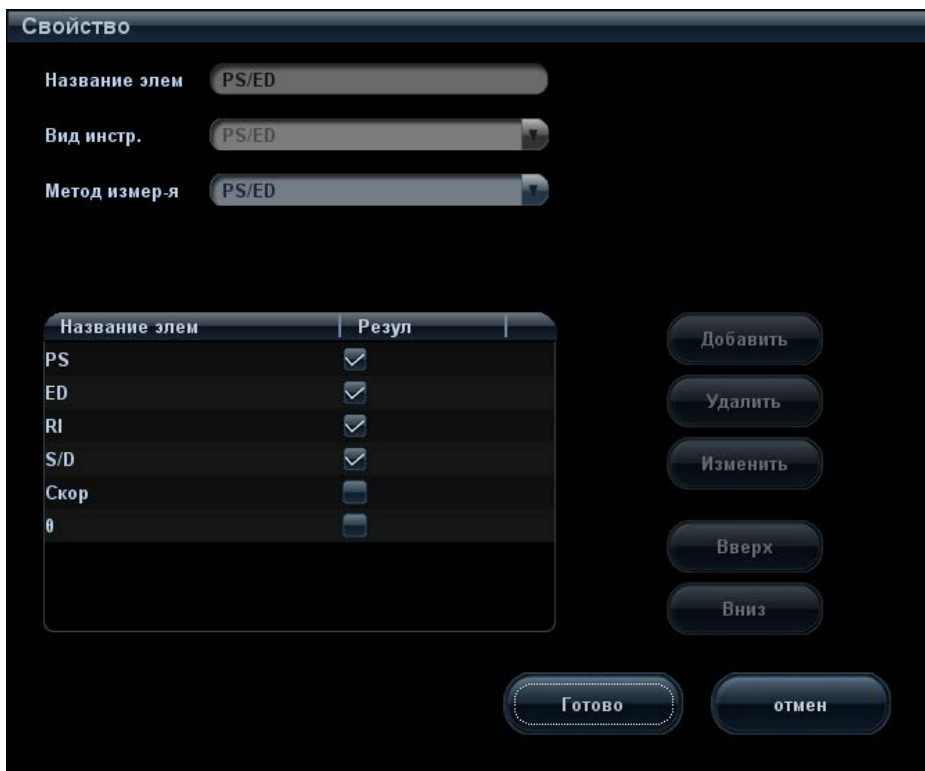 Свойство
Название элем PS/ED
Вид инстр. PS/ED
Метод измер-я PS/ED
Название элем Резул
PS
ED
RI
S/D
Скор
θ
Добавить
Удалить
Изменить
Вверх
Вниз
Готово отмен